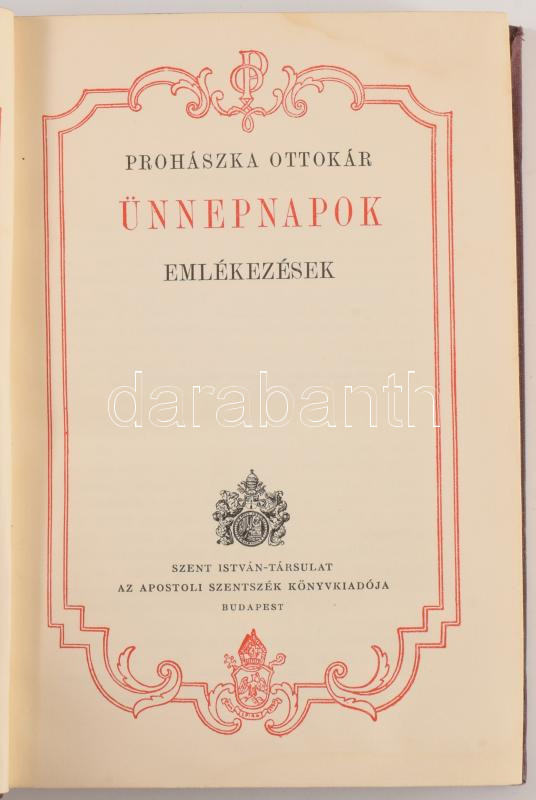 PROHÁSZKA OTTOKÁR
ÜNNEPNAPOK
EMLÉKEZÉSEK
darabanth
SZENT ISTVÁN-TÁRSULAT
AZ APOSTOLI SZENTSZÉK KÖNYVKIADÓJA
BUDAPEST